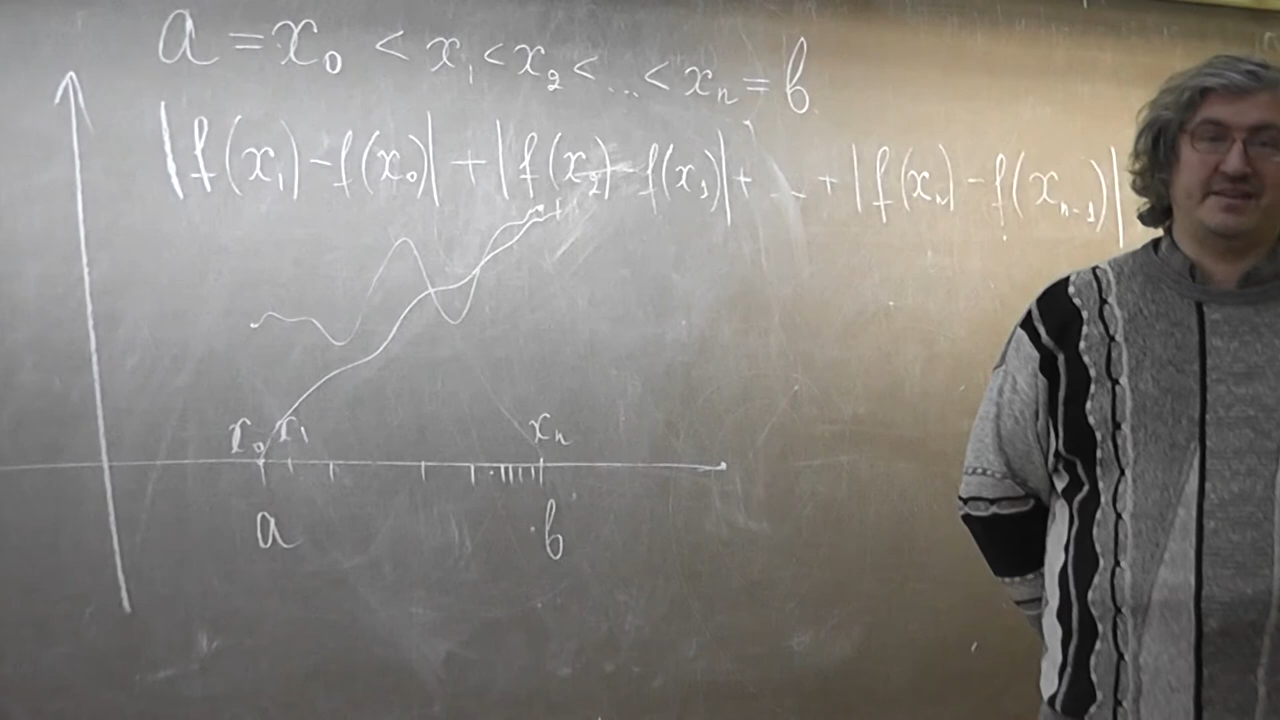 a = x₀ < x₁ < x₂ < ... < xₙ = b
|f(x₁) - f(x₀)| + |f(x₂) - f(x₁)| + ... + |f(xₙ) - f(xₙ₋₁)|
x₀ x₁ xₙ
a b